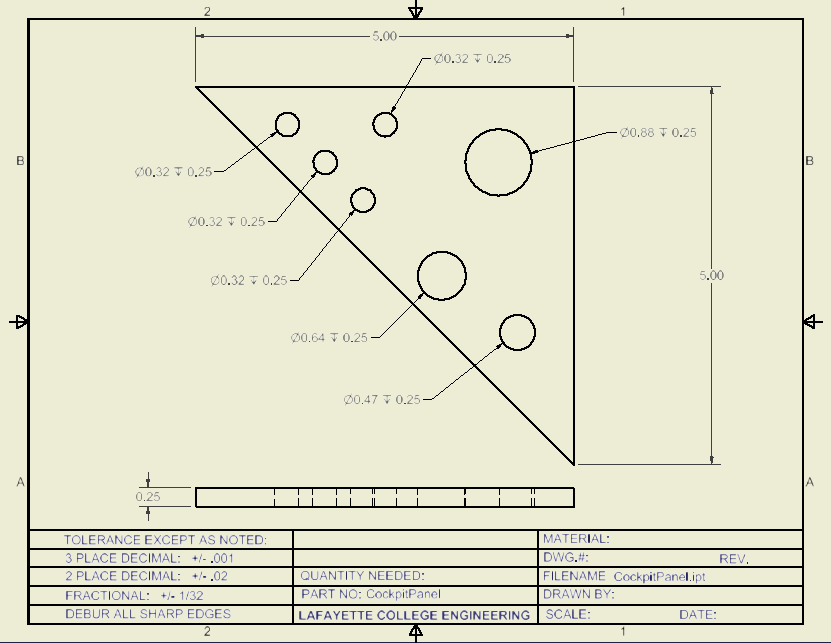 2 1
5.00
Ø0.32 ↧ 0.25
Ø0.88 ↧ 0.25
B B
Ø0.32 ↧ 0.25
Ø0.32 ↧ 0.25
5.00
Ø0.32 ↧ 0.25
Ø0.64 ↧ 0.25
Ø0.47 ↧ 0.25
A A
0.25
TOLERANCE EXCEPT AS NOTED:
3 PLACE DECIMAL: +/- .001
2 PLACE DECIMAL: +/- .02
FRACTIONAL: +/- 1/32
DEBUR ALL SHARP EDGES
QUANTITY NEEDED:
PART NO: CockpitPanel
LAFAYETTE COLLEGE ENGINEERING
MATERIAL:
DWG.#: REV.
FILENAME CockpitPanel.ipt
DRAWN BY:
SCALE: DATE:
2 1